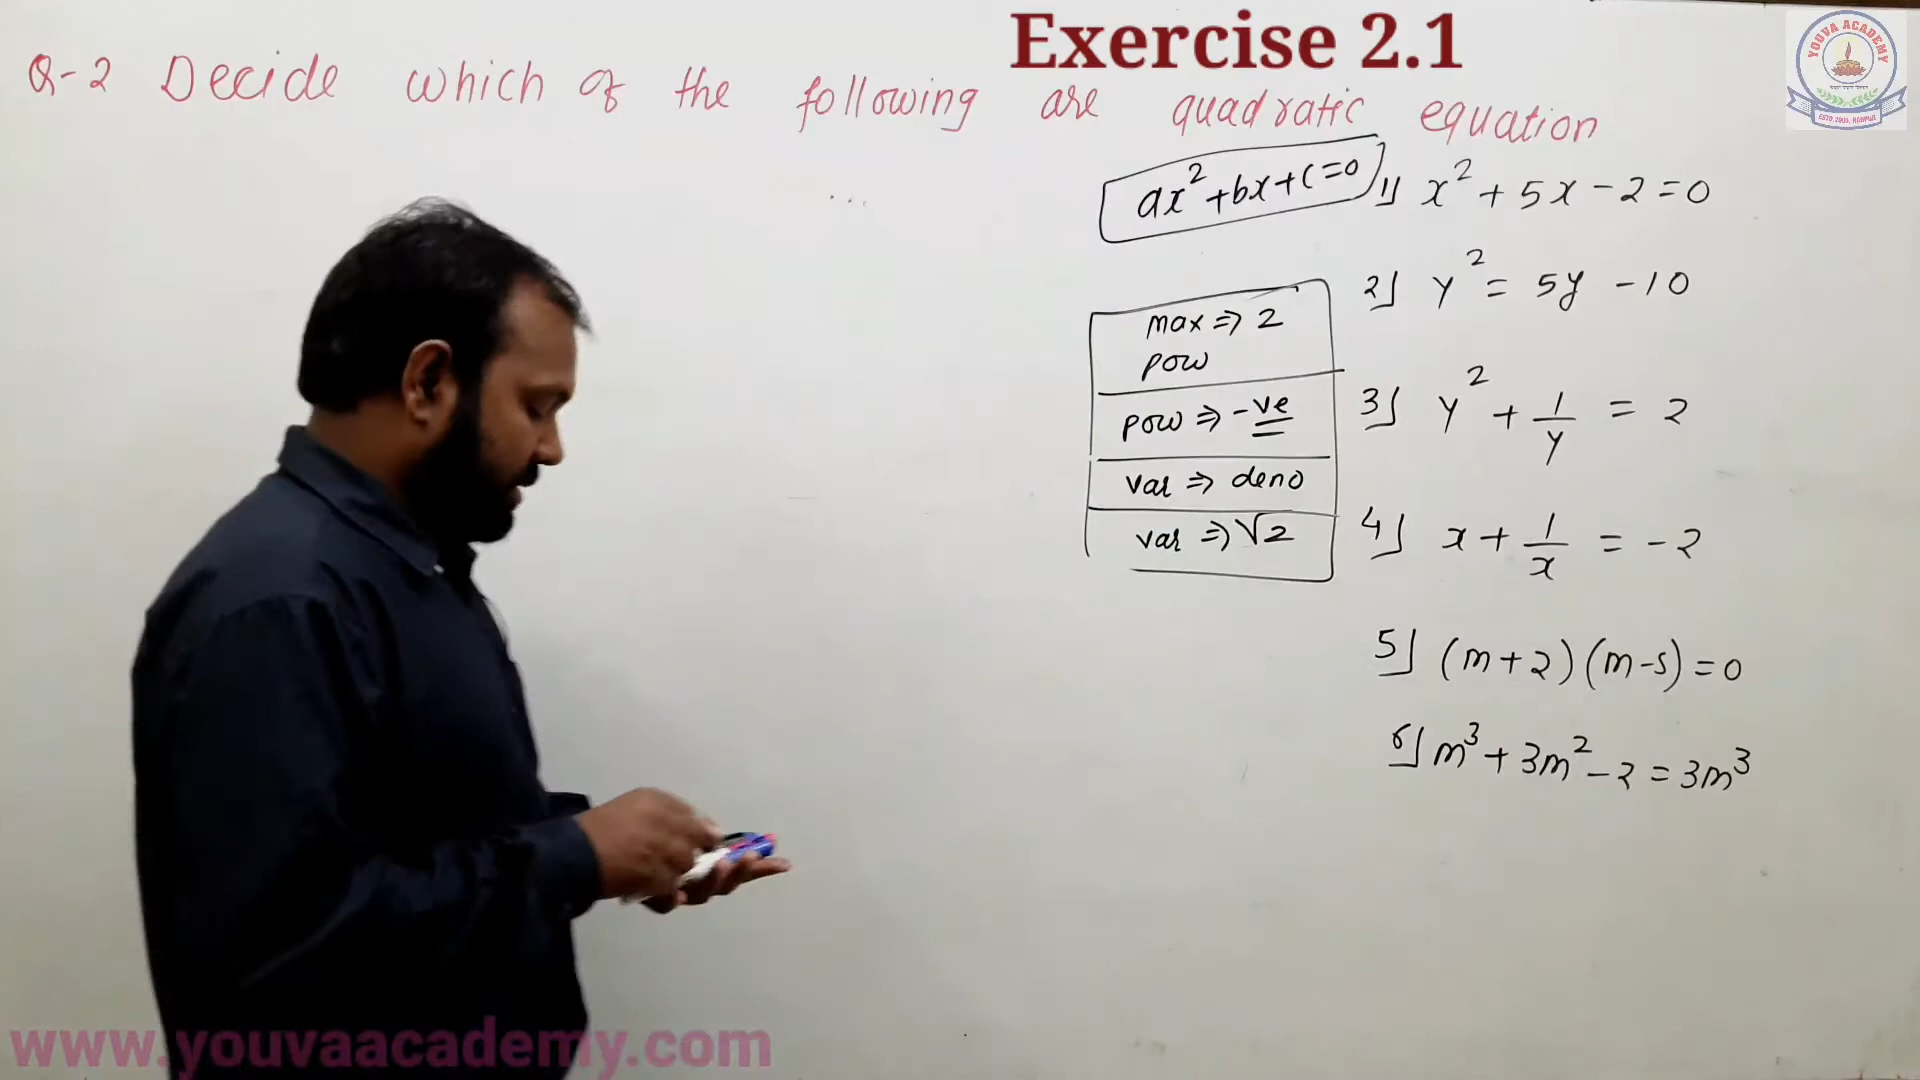 Exercise 2.1
YOUVA ACADEMY
Q-2 Decide which of the following are quadratic equation
ax²+bx+c=0
1) x² + 5x - 2 = 0
2) y² = 5y - 10
max ⇒ 2
pow
pow ⇒ -ve
var ⇒ deno
var ⇒ √2
3) y² + 1/y = 2
4) x + 1/x = -2
5) (m+2)(m-5)=0
6) m³ + 3m² - 2 = 3m³
www.youvaacademy.com